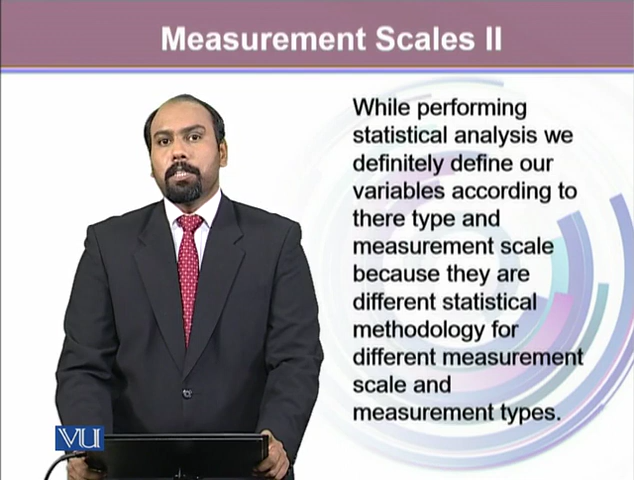 Measurement Scales II
While performing
statistical analysis we
definitely define our
variables according to
there type and
measurement scale
because they are
different statistical
methodology for
different measurement
scale and
measurement types.
VU